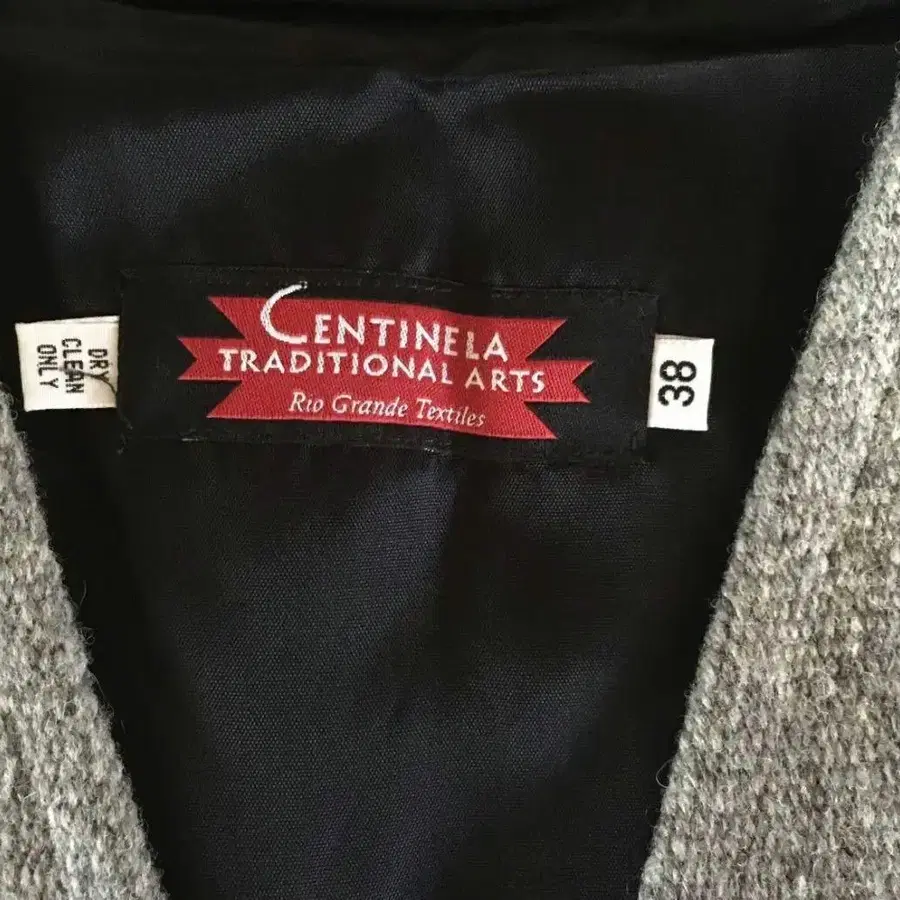 CENTINELA
TRADITIONAL ARTS
Rio Grande Textiles
DRY
CLEAN
ONLY
38